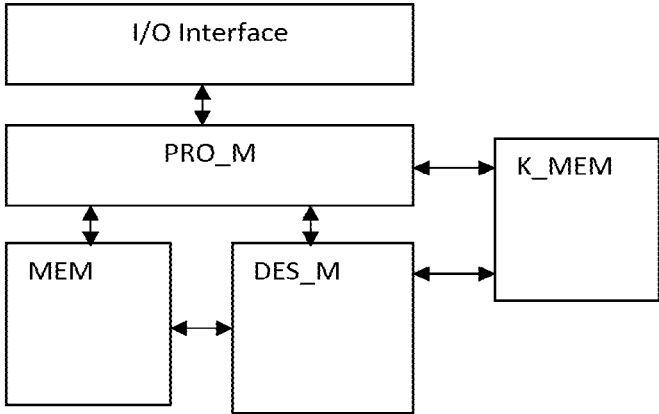 I/O Interface
PRO_M
K_MEM
MEM
DES_M